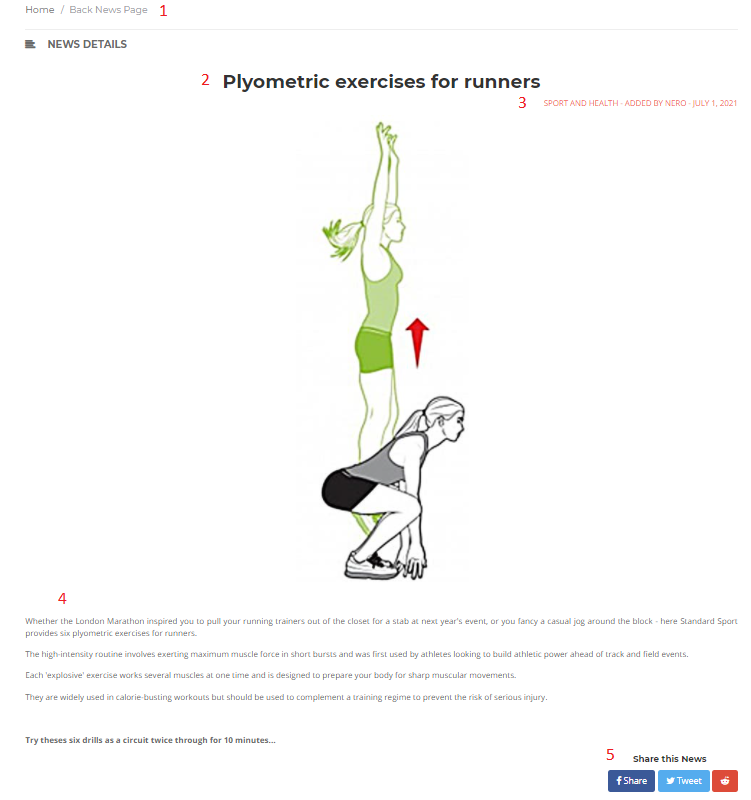 Home / Back News Page 1
NEWS DETAILS
2 Plyometric exercises for runners
3 SPORT AND HEALTH - ADDED BY NERO - JULY 1, 2021
4
Whether the London Marathon inspired you to pull your running trainers out of the closet for a stab at next year's event, or you fancy a casual jog around the block - here Standard Sport
provides six plyometric exercises for runners.
The high-intensity routine involves exerting maximum muscle force in short bursts and was first used by athletes looking to build athletic power ahead of track and field events.
Each 'explosive' exercise works several muscles at one time and is designed to prepare your body for sharp muscular movements.
They are widely used in calorie-busting workouts but should be used to complement a training regime to prevent the risk of serious injury.
Try theses six drills as a circuit twice through for 10 minutes...
5 Share this News
Share Tweet